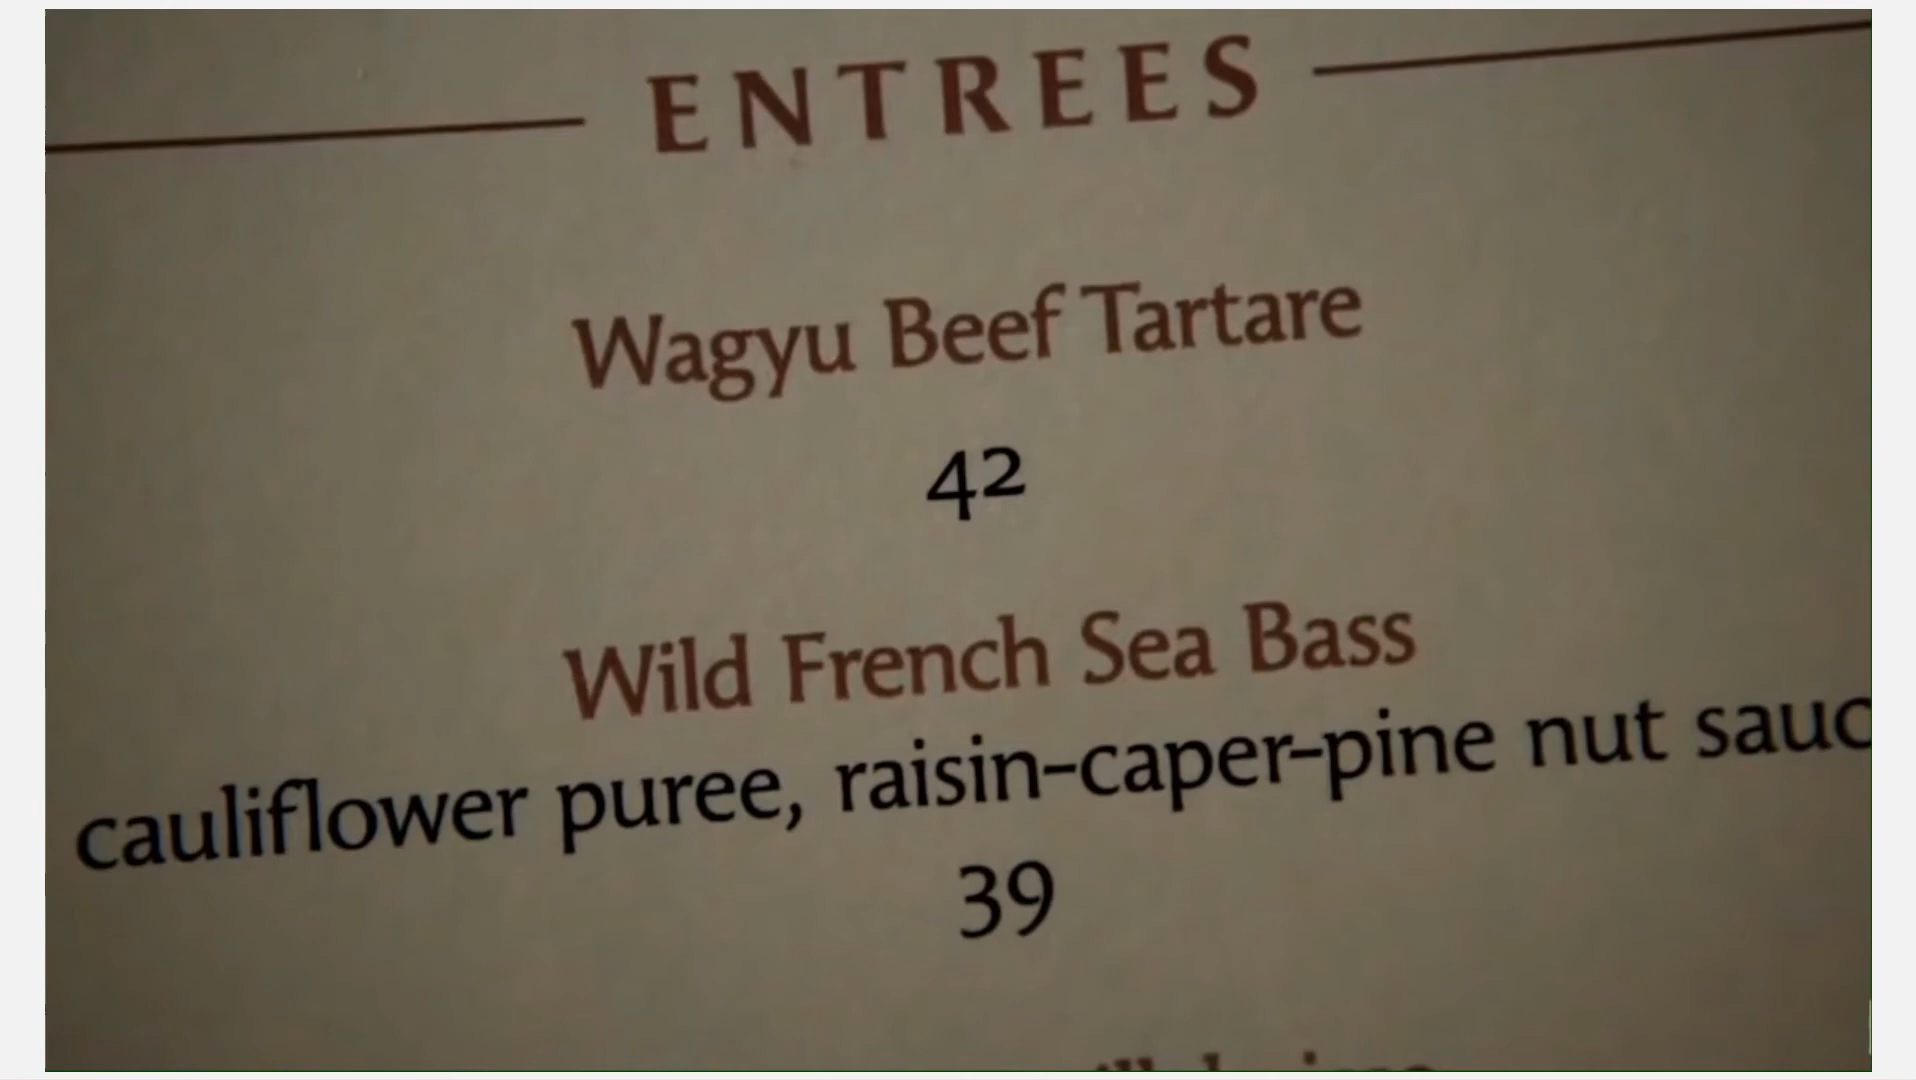 ENTREES
Wagyu Beef Tartare
42
Wild French Sea Bass
cauliflower puree, raisin-caper-pine nut sauc
39